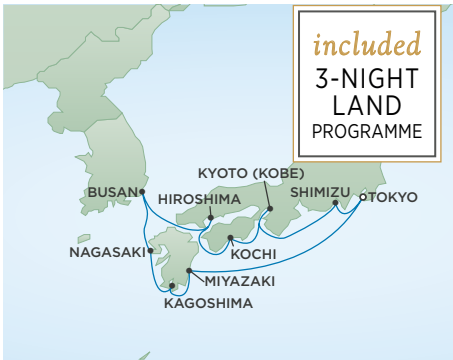 included
3-NIGHT
LAND
PROGRAMME
KYOTO (KOBE)
BUSAN
HIROSHIMA
SHIMIZU
TOKYO
NAGASAKI
KOCHI
MIYAZAKI
KAGOSHIMA